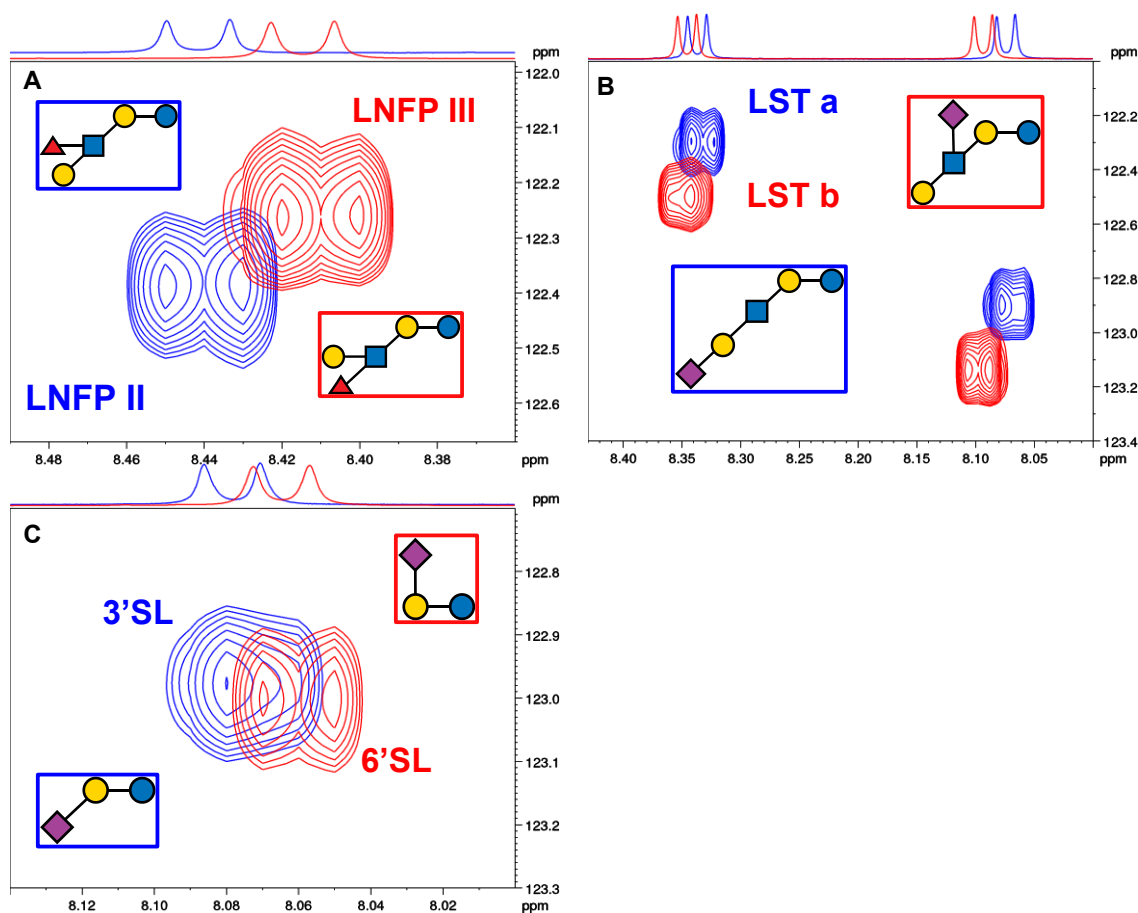 ppm
A
LNFP III
LNFP II
122.0
122.1
122.2
122.3
122.4
122.5
122.6
8.48
8.46
8.44
8.42
8.40
8.38
ppm
ppm
B
LST a
LST b
122.2
122.4
122.6
122.8
123.0
123.2
123.4
8.40
8.35
8.30
8.25
8.20
8.15
8.10
8.05
ppm
ppm
C
3’SL
6’SL
122.8
122.9
123.0
123.1
123.2
123.3
8.12
8.10
8.08
8.06
8.04
8.02
ppm